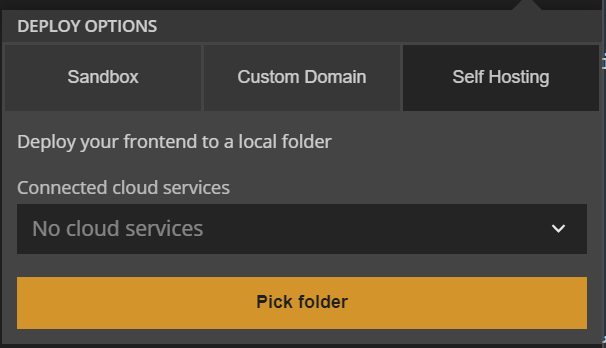 DEPLOY OPTIONS
Sandbox Custom Domain Self Hosting
Deploy your frontend to a local folder
Connected cloud services
No cloud services
Pick folder